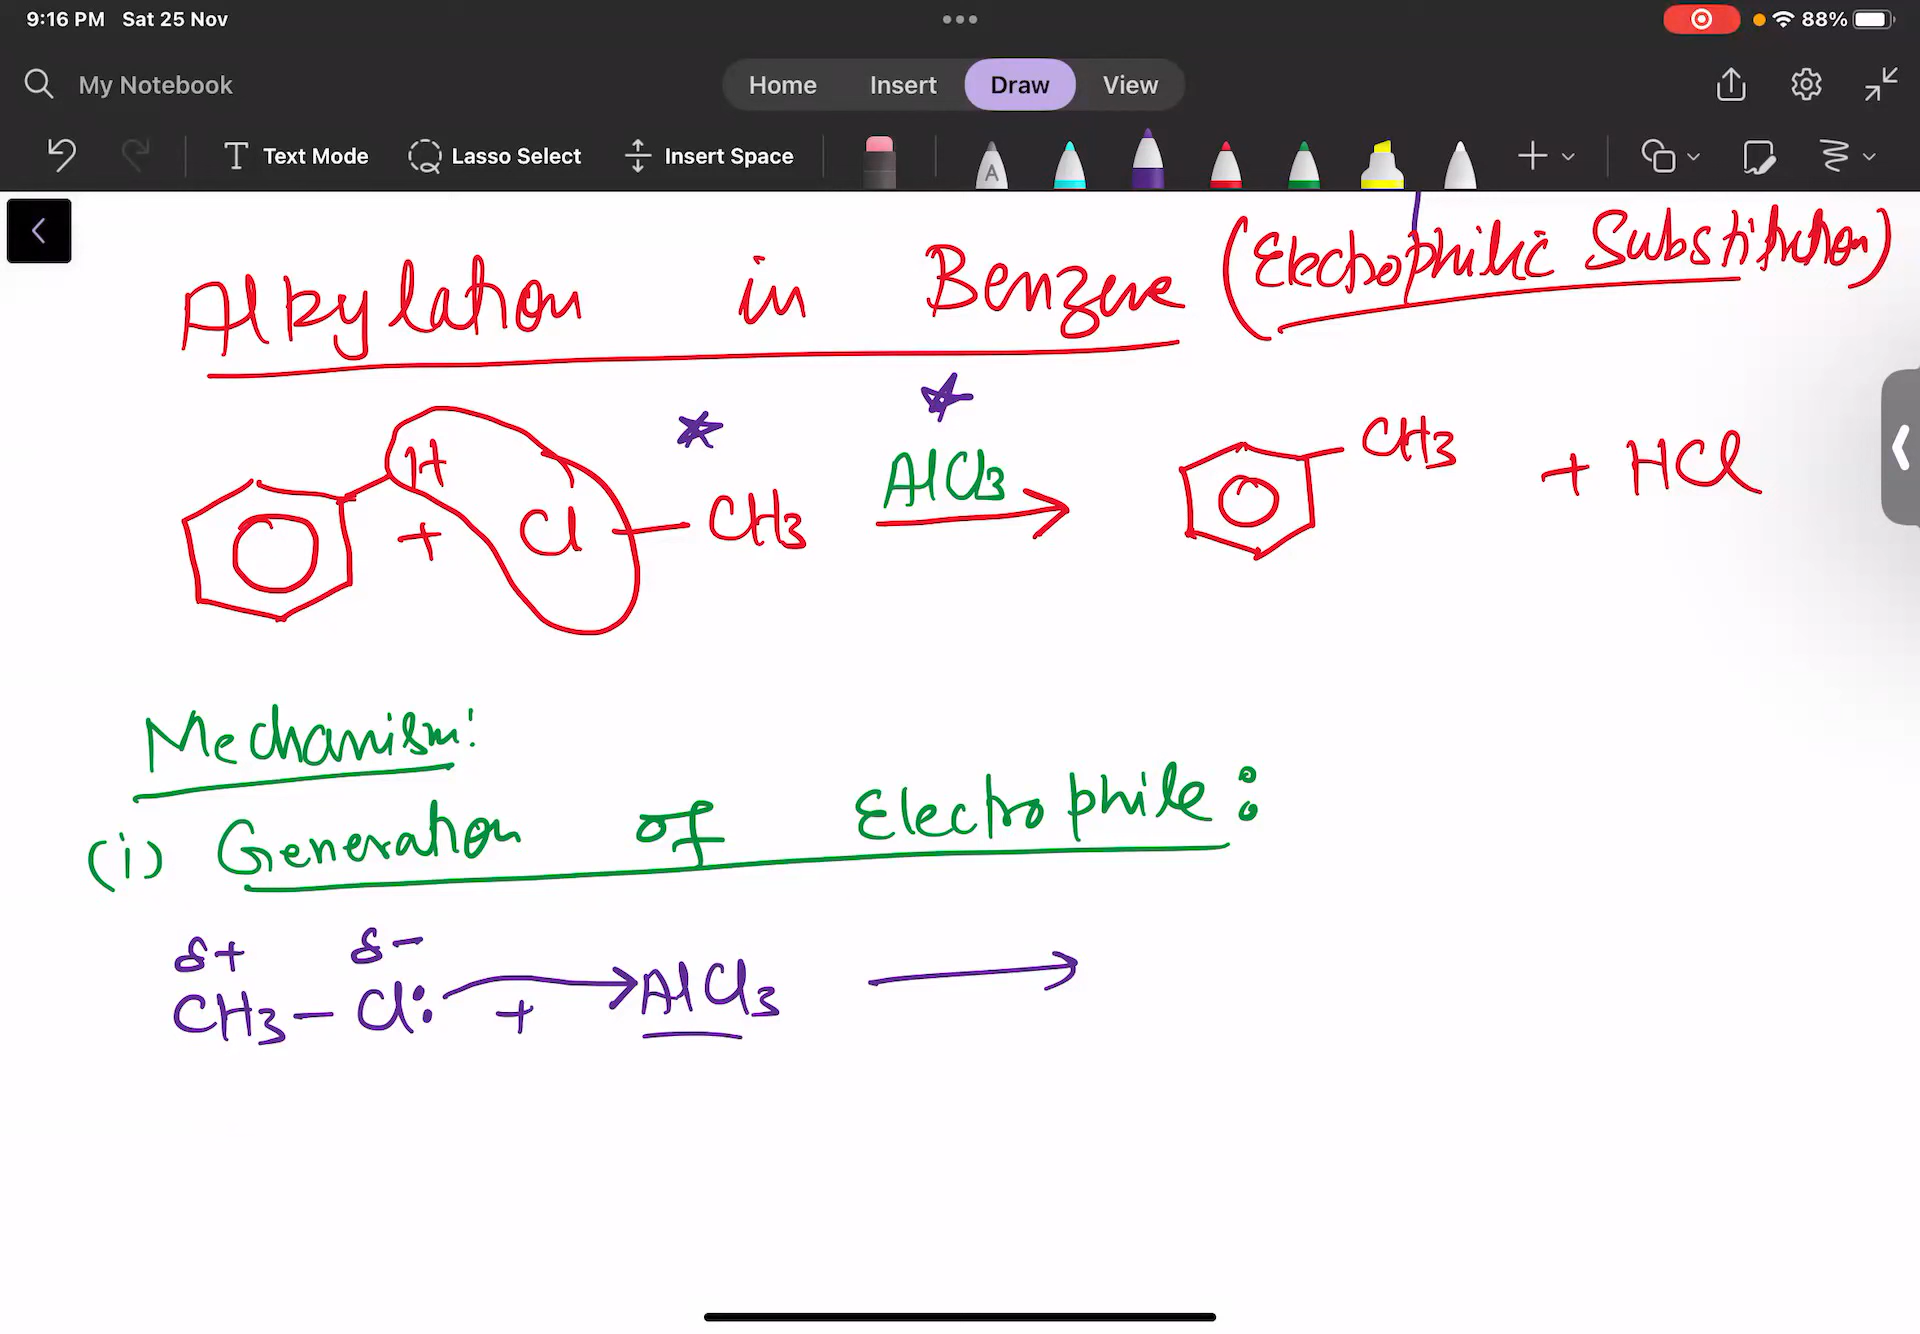 9:16 PM Sat 25 Nov 88%
My Notebook Home Insert Draw View
Text Mode Lasso Select Insert Space A
Alkylation in Benzene (Electrophilic Substitution)
H
+ Cl — CH3 AlCl3 → CH3 + HCl
Mechanism:
(i) Generation of Electrophile:
δ+ δ−
CH3 — Cl: + AlCl3 →